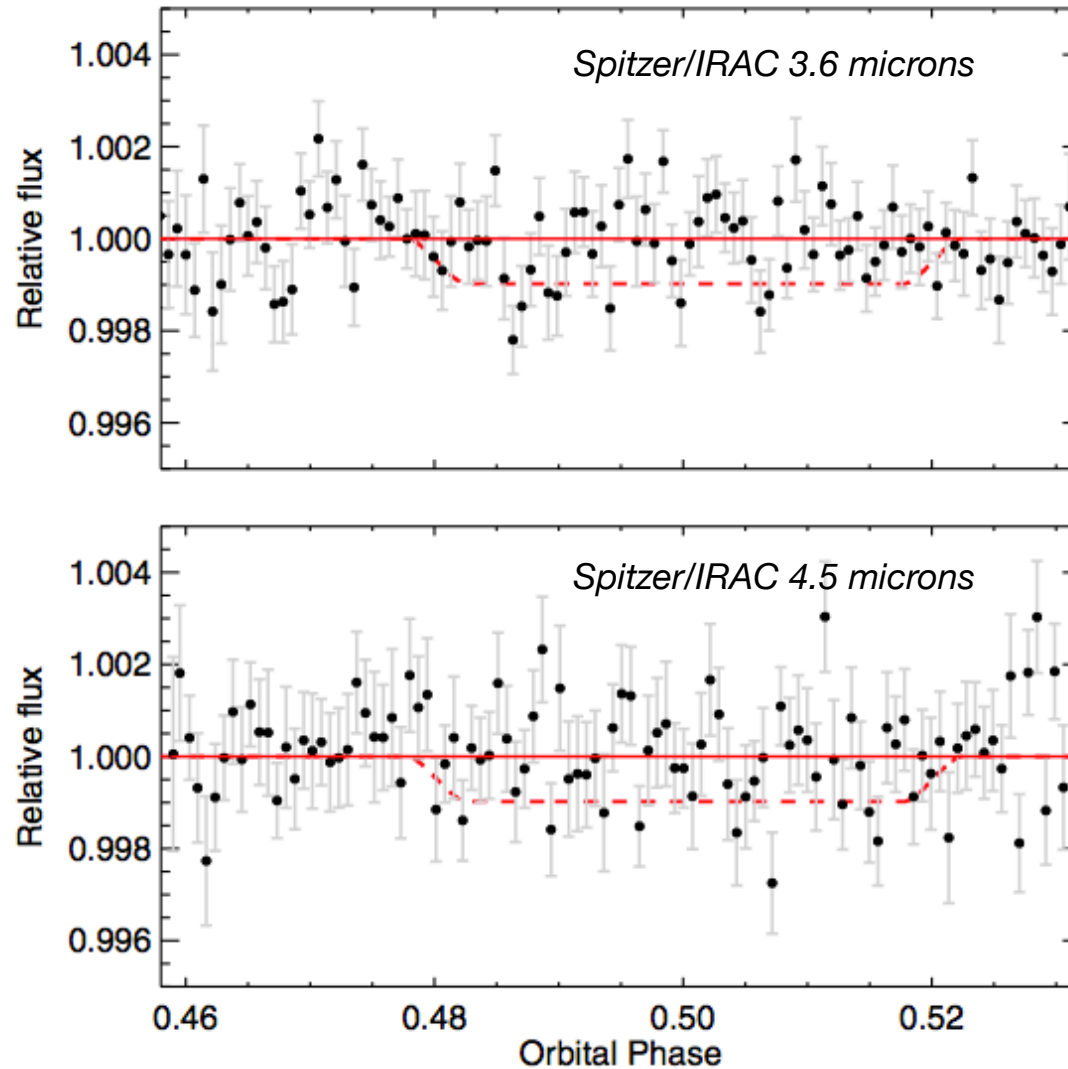 Spitzer/IRAC 3.6 microns
Relative flux
1.004
1.002
1.000
0.998
0.996
Spitzer/IRAC 4.5 microns
Relative flux
1.004
1.002
1.000
0.998
0.996
0.46 0.48 0.50 0.52
Orbital Phase